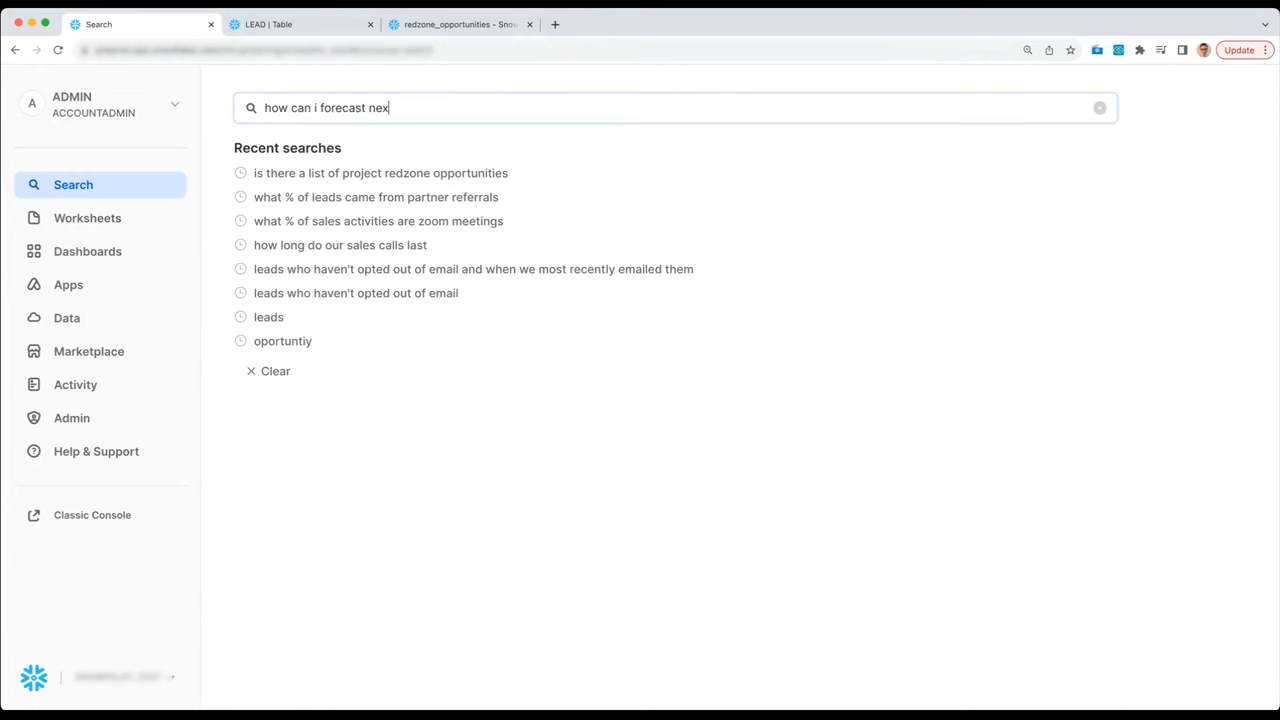 Search
LEAD | Table
redzone_opportunities - Snov
Update
A
ADMIN
ACCOUNTADMIN
how can i forecast nex
Recent searches
is there a list of project redzone opportunities
what % of leads came from partner referrals
what % of sales activities are zoom meetings
how long do our sales calls last
leads who haven't opted out of email and when we most recently emailed them
leads who haven't opted out of email
leads
oportuntiy
Clear
Search
Worksheets
Dashboards
Apps
Data
Marketplace
Activity
Admin
Help & Support
Classic Console